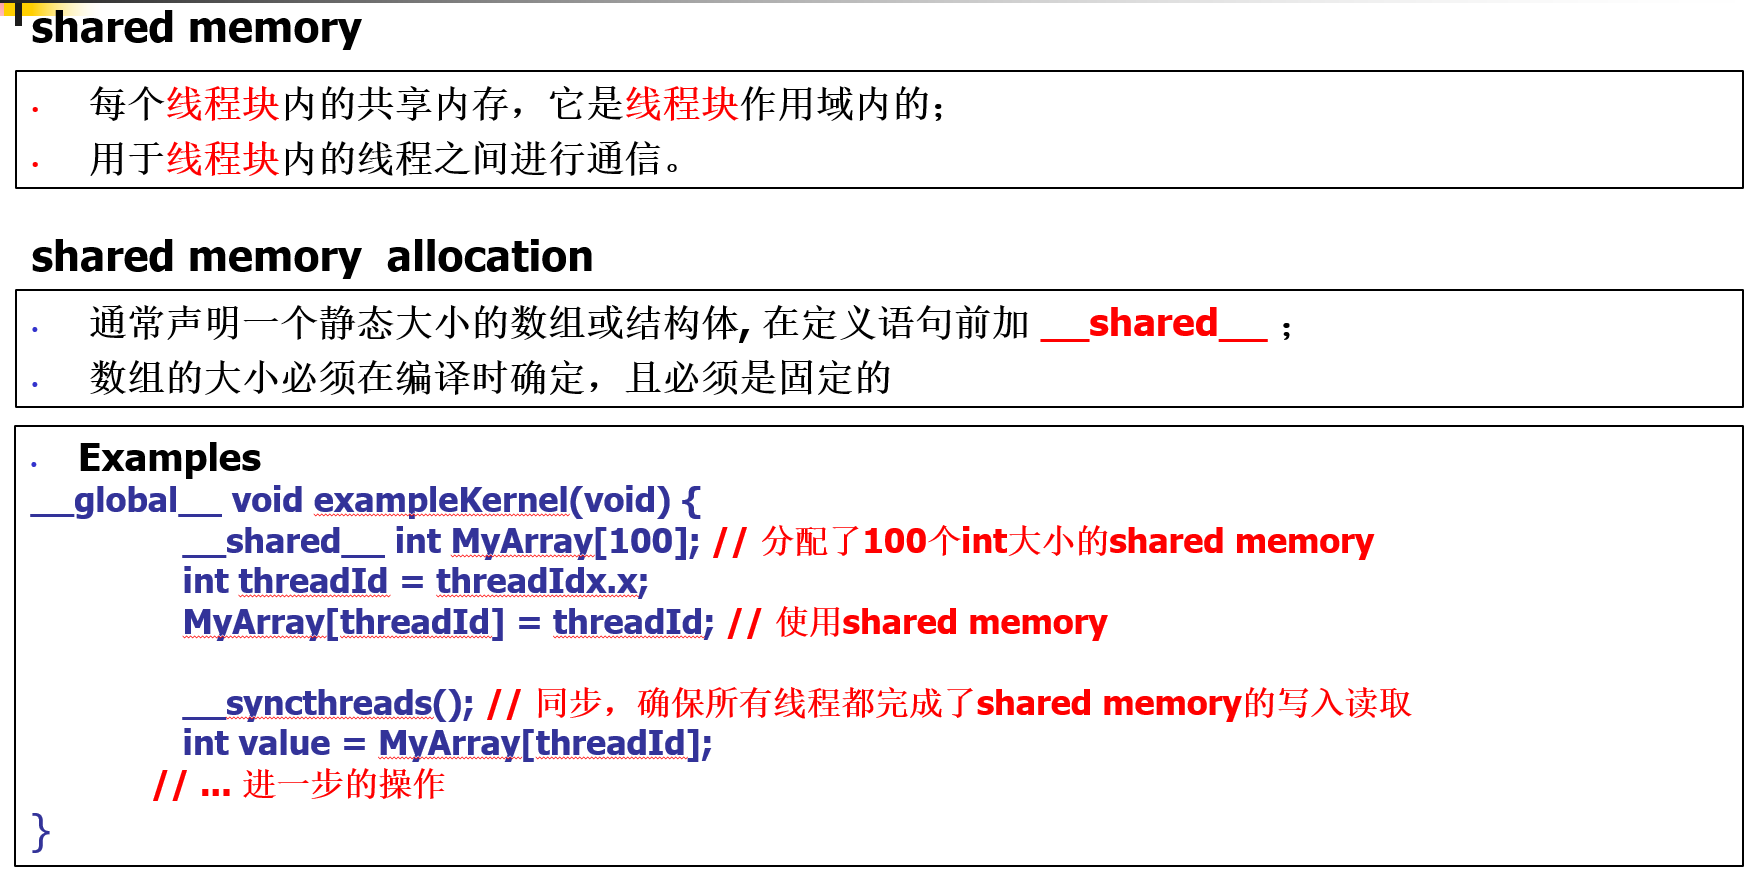 shared memory
• 每个线程块内的共享内存，它是线程块作用域内的；
• 用于线程块内的线程之间进行通信。
shared memory  allocation
• 通常声明一个静态大小的数组或结构体, 在定义语句前加 __shared__ ；
• 数组的大小必须在编译时确定，且必须是固定的
• Examples
__global__ void exampleKernel(void) {
__shared__ int MyArray[100]; // 分配了100个int大小的shared memory
int threadId = threadIdx.x;
MyArray[threadId] = threadId; // 使用shared memory
__syncthreads(); // 同步，确保所有线程都完成了shared memory的写入读取
int value = MyArray[threadId];
// ... 进一步的操作
}